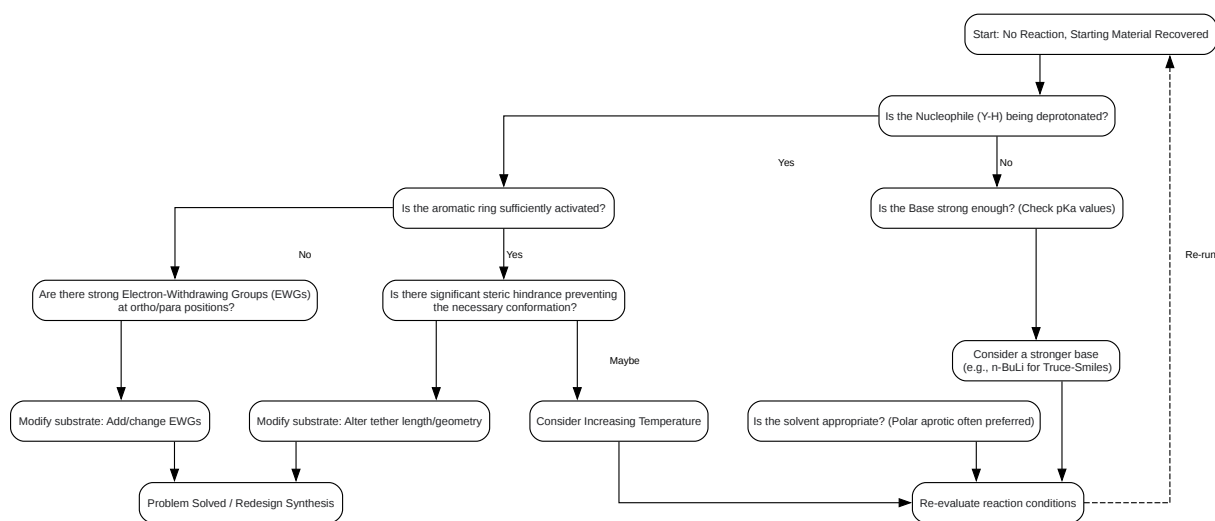 Start: No Reaction, Starting Material Recovered
Is the Nucleophile (Y-H) being deprotonated?
Yes
No
Is the aromatic ring sufficiently activated?
Is the Base strong enough? (Check pKa values)
No
Yes
Re-run
Are there strong Electron-Withdrawing Groups (EWGs)
at ortho/para positions?
Is there significant steric hindrance preventing
the necessary conformation?
Maybe
Consider a stronger base
(e.g., n-BuLi for Truce-Smiles)
Modify substrate: Add/change EWGs
Modify substrate: Alter tether length/geometry
Consider Increasing Temperature
Is the solvent appropriate? (Polar aprotic often preferred)
Problem Solved / Redesign Synthesis
Re-evaluate reaction conditions